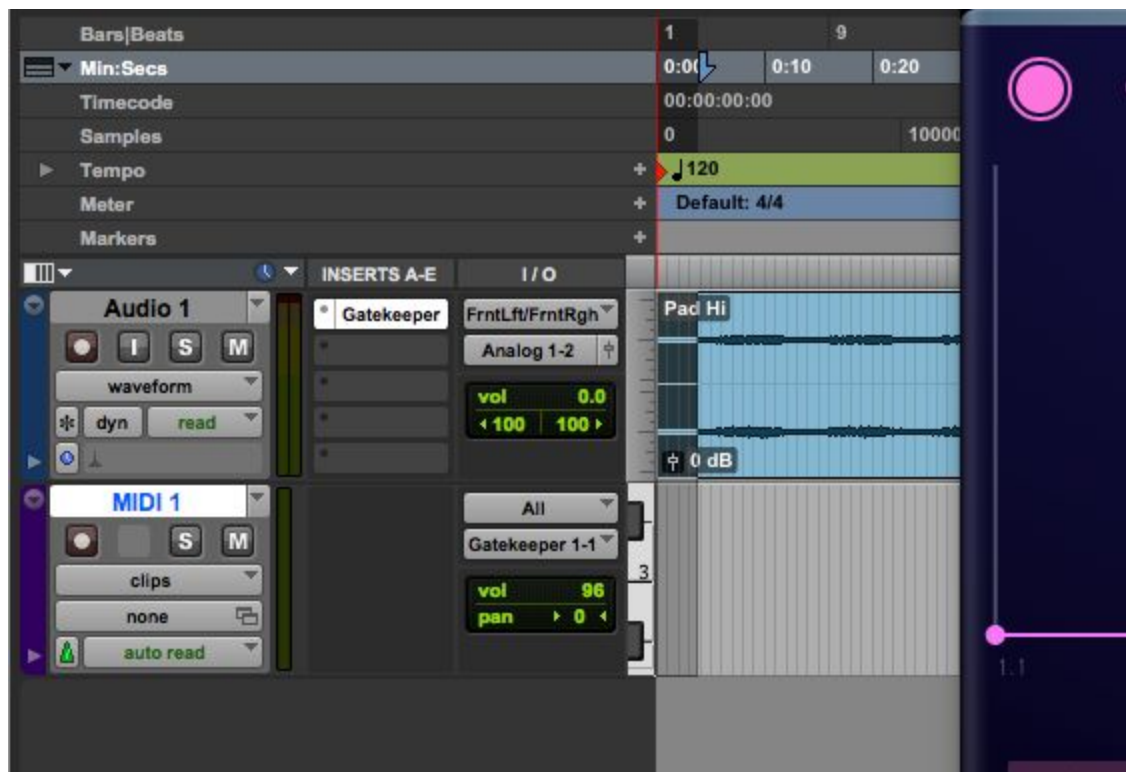 Bars|Beats 1 9
Min:Secs 0:00 0:10 0:20
Timecode 00:00:00:00
Samples 0 10000
Tempo + 120
Meter + Default: 4/4
Markers +
INSERTS A-E I / O
Audio 1 Gatekeeper FrntLft/FrntRgh Pad Hi
I S M Analog 1-2
waveform vol 0.0
dyn read 100 100
0 dB
MIDI 1 All
S M Gatekeeper 1-1
clips 3
none vol 96
auto read pan 0
1.1